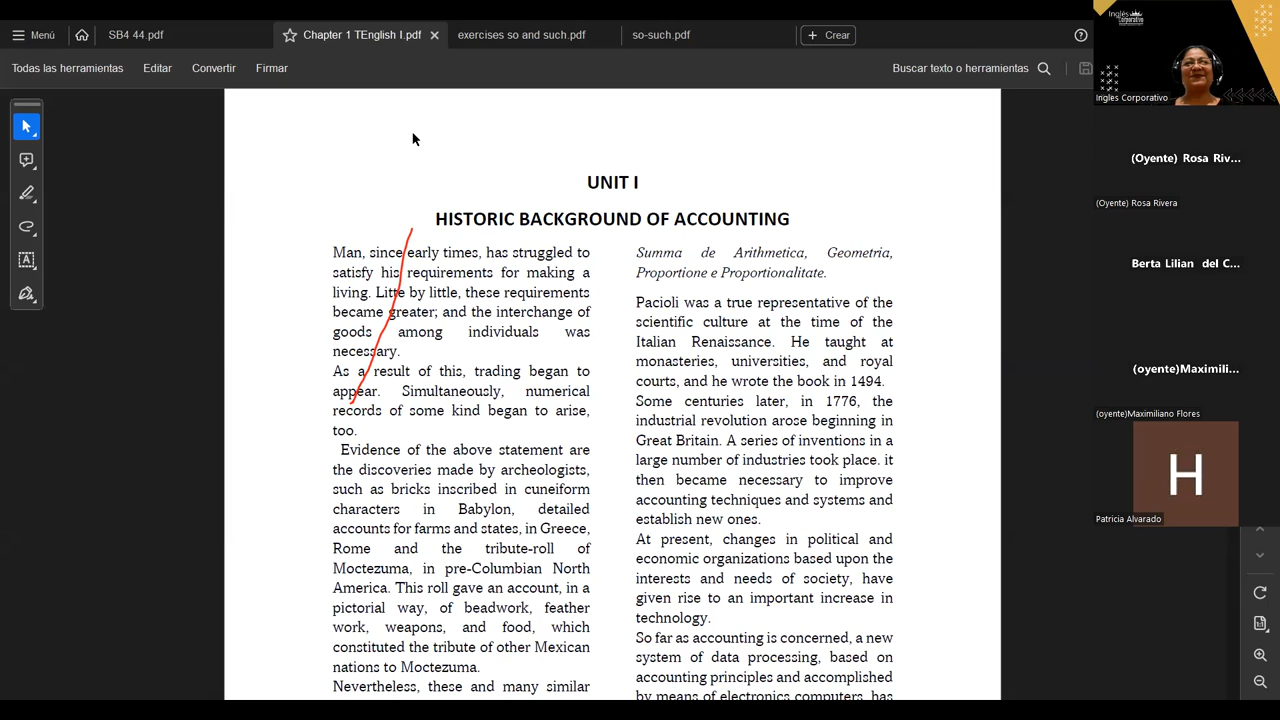 Menú
SB4 44.pdf
Chapter 1 TEnglish I.pdf
exercises so and such.pdf
so-such.pdf
Crear
Todas las herramientas
Editar
Convertir
Firmar
Buscar texto o herramientas
UNIT I
HISTORIC BACKGROUND OF ACCOUNTING
Man, since early times, has struggled to
satisfy his requirements for making a
living. Litte by little, these requirements
became greater; and the interchange of
goods among individuals was
necessary.
As a result of this, trading began to
appear. Simultaneously, numerical
records of some kind began to arise,
too.
Evidence of the above statement are
the discoveries made by archeologists,
such as bricks inscribed in cuneiform
characters in Babylon, detailed
accounts for farms and states, in Greece,
Rome and the tribute-roll of
Moctezuma, in pre-Columbian North
America. This roll gave an account, in a
pictorial way, of beadwork, feather
work, weapons, and food, which
constituted the tribute of other Mexican
nations to Moctezuma.
Nevertheless, these and many similar
Summa de Arithmetica, Geometria,
Proportione e Proportionalitate.
Pacioli was a true representative of the
scientific culture at the time of the
Italian Renaissance. He taught at
monasteries, universities, and royal
courts, and he wrote the book in 1494.
Some centuries later, in 1776, the
industrial revolution arose beginning in
Great Britain. A series of inventions in a
large number of industries took place. it
then became necessary to improve
accounting techniques and systems and
establish new ones.
At present, changes in political and
economic organizations based upon the
interests and needs of society, have
given rise to an important increase in
technology.
So far as accounting is concerned, a new
system of data processing, based on
accounting principles and accomplished
by means of electronics computers, has
Inglés
Corporativo
Ingles Corporativo
(Oyente) Rosa Riv...
(Oyente) Rosa Rivera
Berta Lilian del C...
(oyente)Maximili...
(oyente)Maximiliano Flores
H
Patricia Alvarado